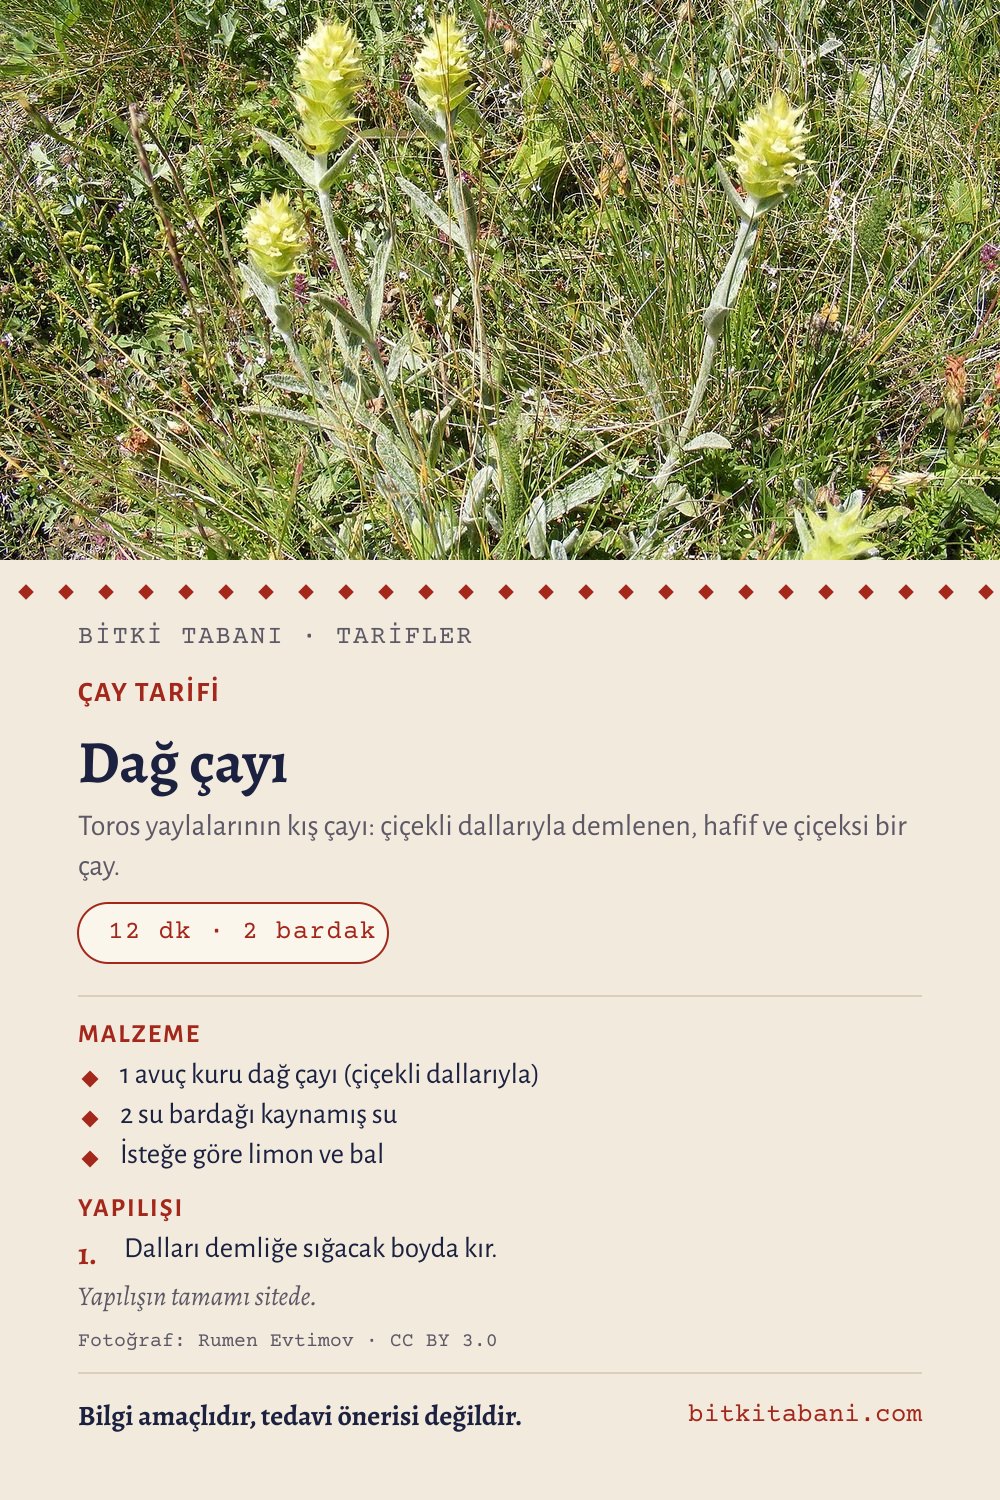 BİTKİ TABANI · TARİFLER
ÇAY TARİFİ
Dağ çayı
Toros yaylalarının kış çayı: çiçekli dallarıyla demlenen, hafif ve çiçeksi bir
çay.
12 dk · 2 bardak
MALZEME
◆ 1 avuç kuru dağ çayı (çiçekli dallarıyla)
◆ 2 su bardağı kaynamış su
◆ İsteğe göre limon ve bal
YAPILIŞI
1. Dalları demliğe sığacak boyda kır.
Yapılışın tamamı sitede.
Fotoğraf: Rumen Evtimov · CC BY 3.0
Bilgi amaçlıdır, tedavi önerisi değildir. bitkitabani.com